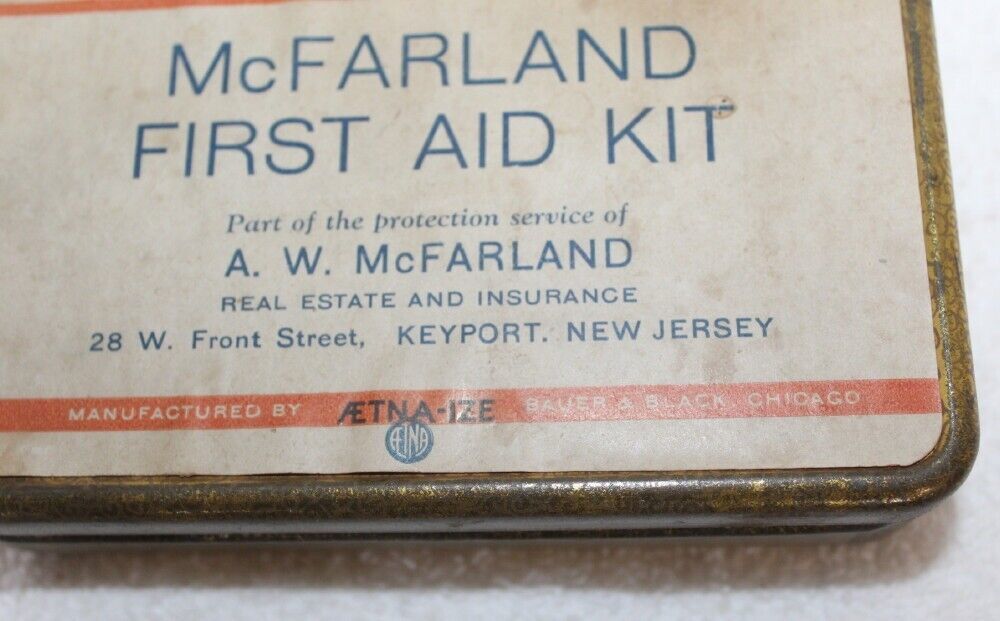 McFARLAND
FIRST AID KIT
Part of the protection service of
A. W. McFARLAND
REAL ESTATE AND INSURANCE
28 W. Front Street, KEYPORT. NEW JERSEY
MANUFACTURED BY ÆTNA-IZE BAUER & BLACK CHICAGO
ÆTNA